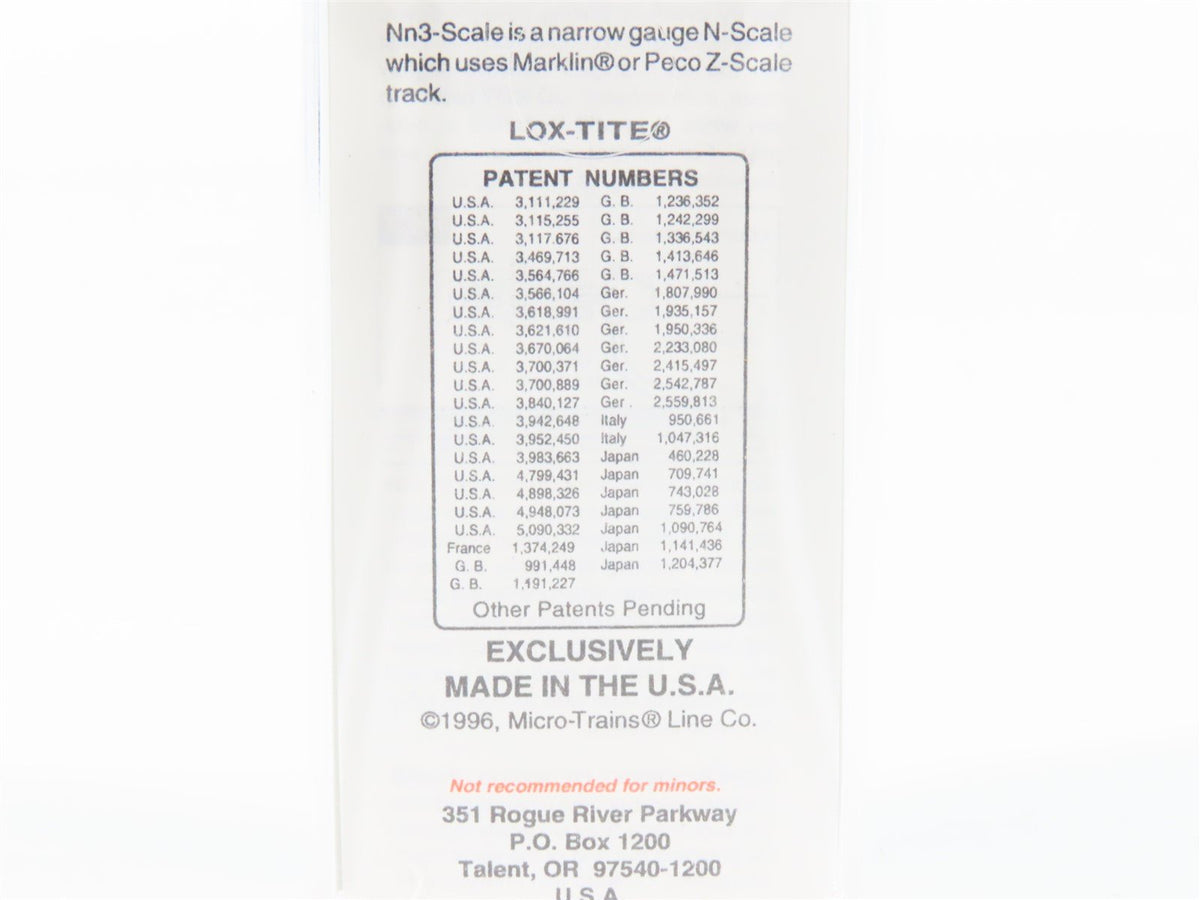 Nn3-Scale is a narrow gauge N-Scale
which uses Marklin® or Peco Z-Scale
track.
LOX-TITE®
PATENT NUMBERS
U.S.A. 3,111,229 G. B. 1,236,352
U.S.A. 3,115,255 G. B. 1,242,299
U.S.A. 3,117.676 G. B. 1,336,543
U.S.A. 3,469,713 G. B. 1,413,646
U.S.A. 3,564,766 G. B. 1,471,513
U.S.A. 3,566,104 Ger. 1,807,990
U.S.A. 3,618,991 Ger. 1,935,157
U.S.A. 3,621,610 Ger. 1,950,336
U.S.A. 3,670,064 Ger. 2,233,080
U.S.A. 3,700,371 Ger. 2,415,497
U.S.A. 3,700,889 Ger. 2,542,787
U.S.A. 3,840,127 Ger . 2,559,813
U.S.A. 3,942,648 Italy 950,661
U.S.A. 3,952,450 Italy 1,047,316
U.S.A. 3,983,663 Japan 460,228
U.S.A. 4,799,431 Japan 709,741
U.S.A. 4,898,326 Japan 743,028
U.S.A. 4,948,073 Japan 759,786
U.S.A. 5,090,332 Japan 1,090,764
France 1,374,249 Japan 1,141,436
G. B. 991,448 Japan 1,204,377
G. B. 1,191,227
Other Patents Pending
EXCLUSIVELY
MADE IN THE U.S.A.
©1996, Micro-Trains® Line Co.
Not recommended for minors.
351 Rogue River Parkway
P.O. Box 1200
Talent, OR 97540-1200
U.S.A.